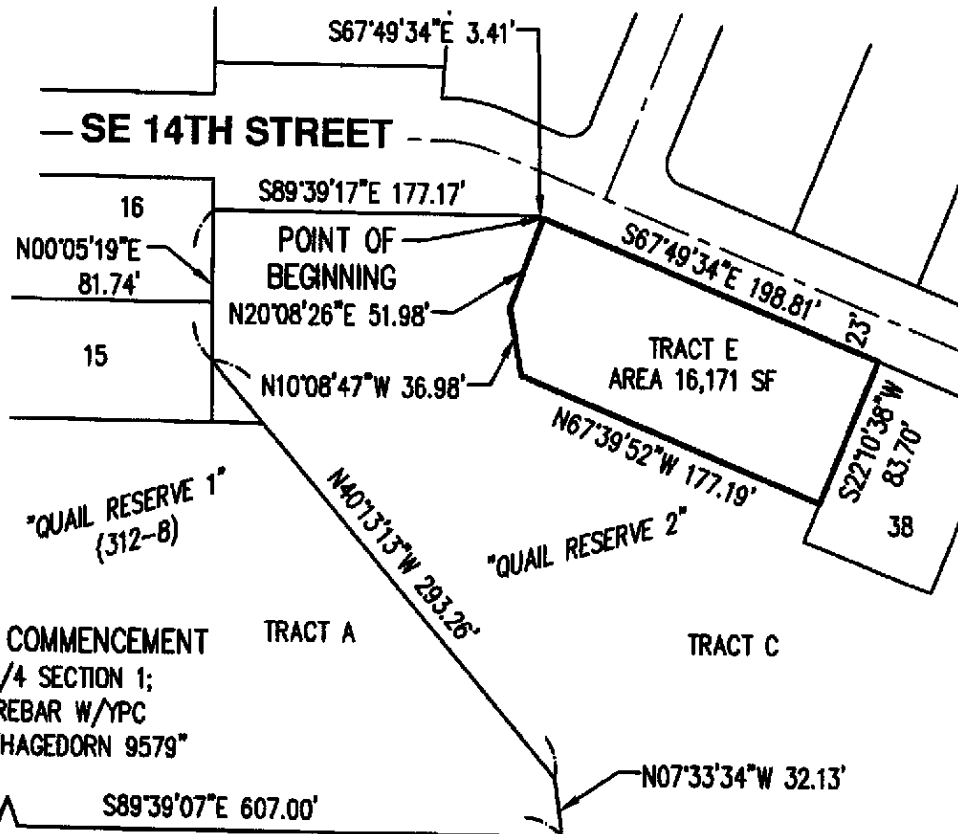 S67°49'34"E 3.41'
SE 14TH STREET
16
S89°39'17"E 177.17'
N00°05'19"E
81.74'
POINT OF
BEGINNING
S67°49'34"E 198.81'
23'
N20°08'26"E 51.98'
15
TRACT E
AREA 16,171 SF
N10°08'47"W 36.98'
S22°10'38"W
83.70'
N67°39'52"W 177.19'
38
"QUAIL RESERVE 1"
(312-8)
N40°13'13"W 293.26'
"QUAIL RESERVE 2"
COMMENCEMENT
/4 SECTION 1;
REBAR W/YPC
HAGEDORN 9579"
TRACT A
TRACT C
N07°33'34"W 32.13'
S89°39'07"E 607.00'